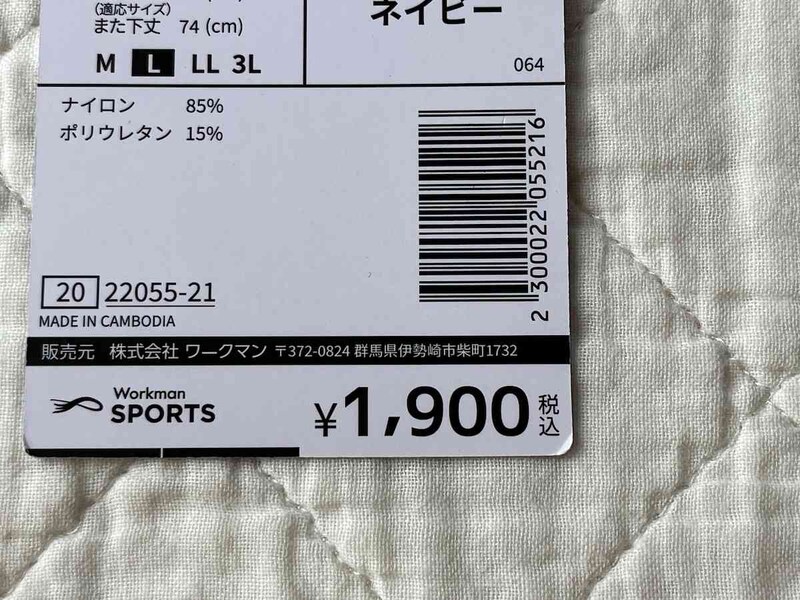 (適応サイズ)
また下丈 74 (cm)
M L LL 3L
ネイビー
064
ナイロン 85%
ポリウレタン 15%
2 300022 055216
20 22055-21
MADE IN CAMBODIA
販売元 株式会社 ワークマン 〒372-0824 群馬県伊勢崎市柴町1732
Workman
SPORTS
¥1,900 税込